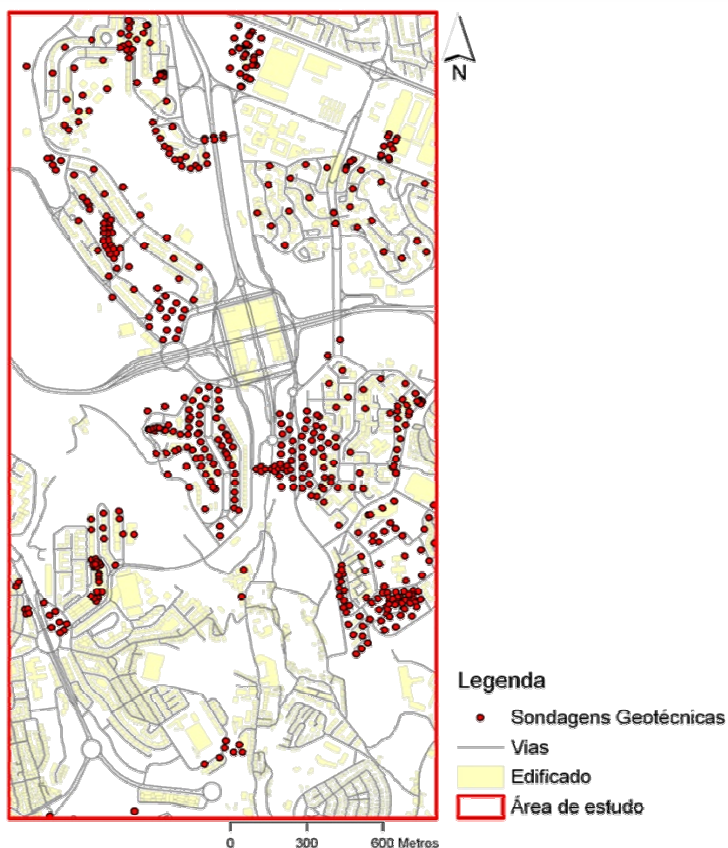 N
Legenda
Sondagens Geotécnicas
Vias
Edificado
Área de estudo
0 300 600 Metros